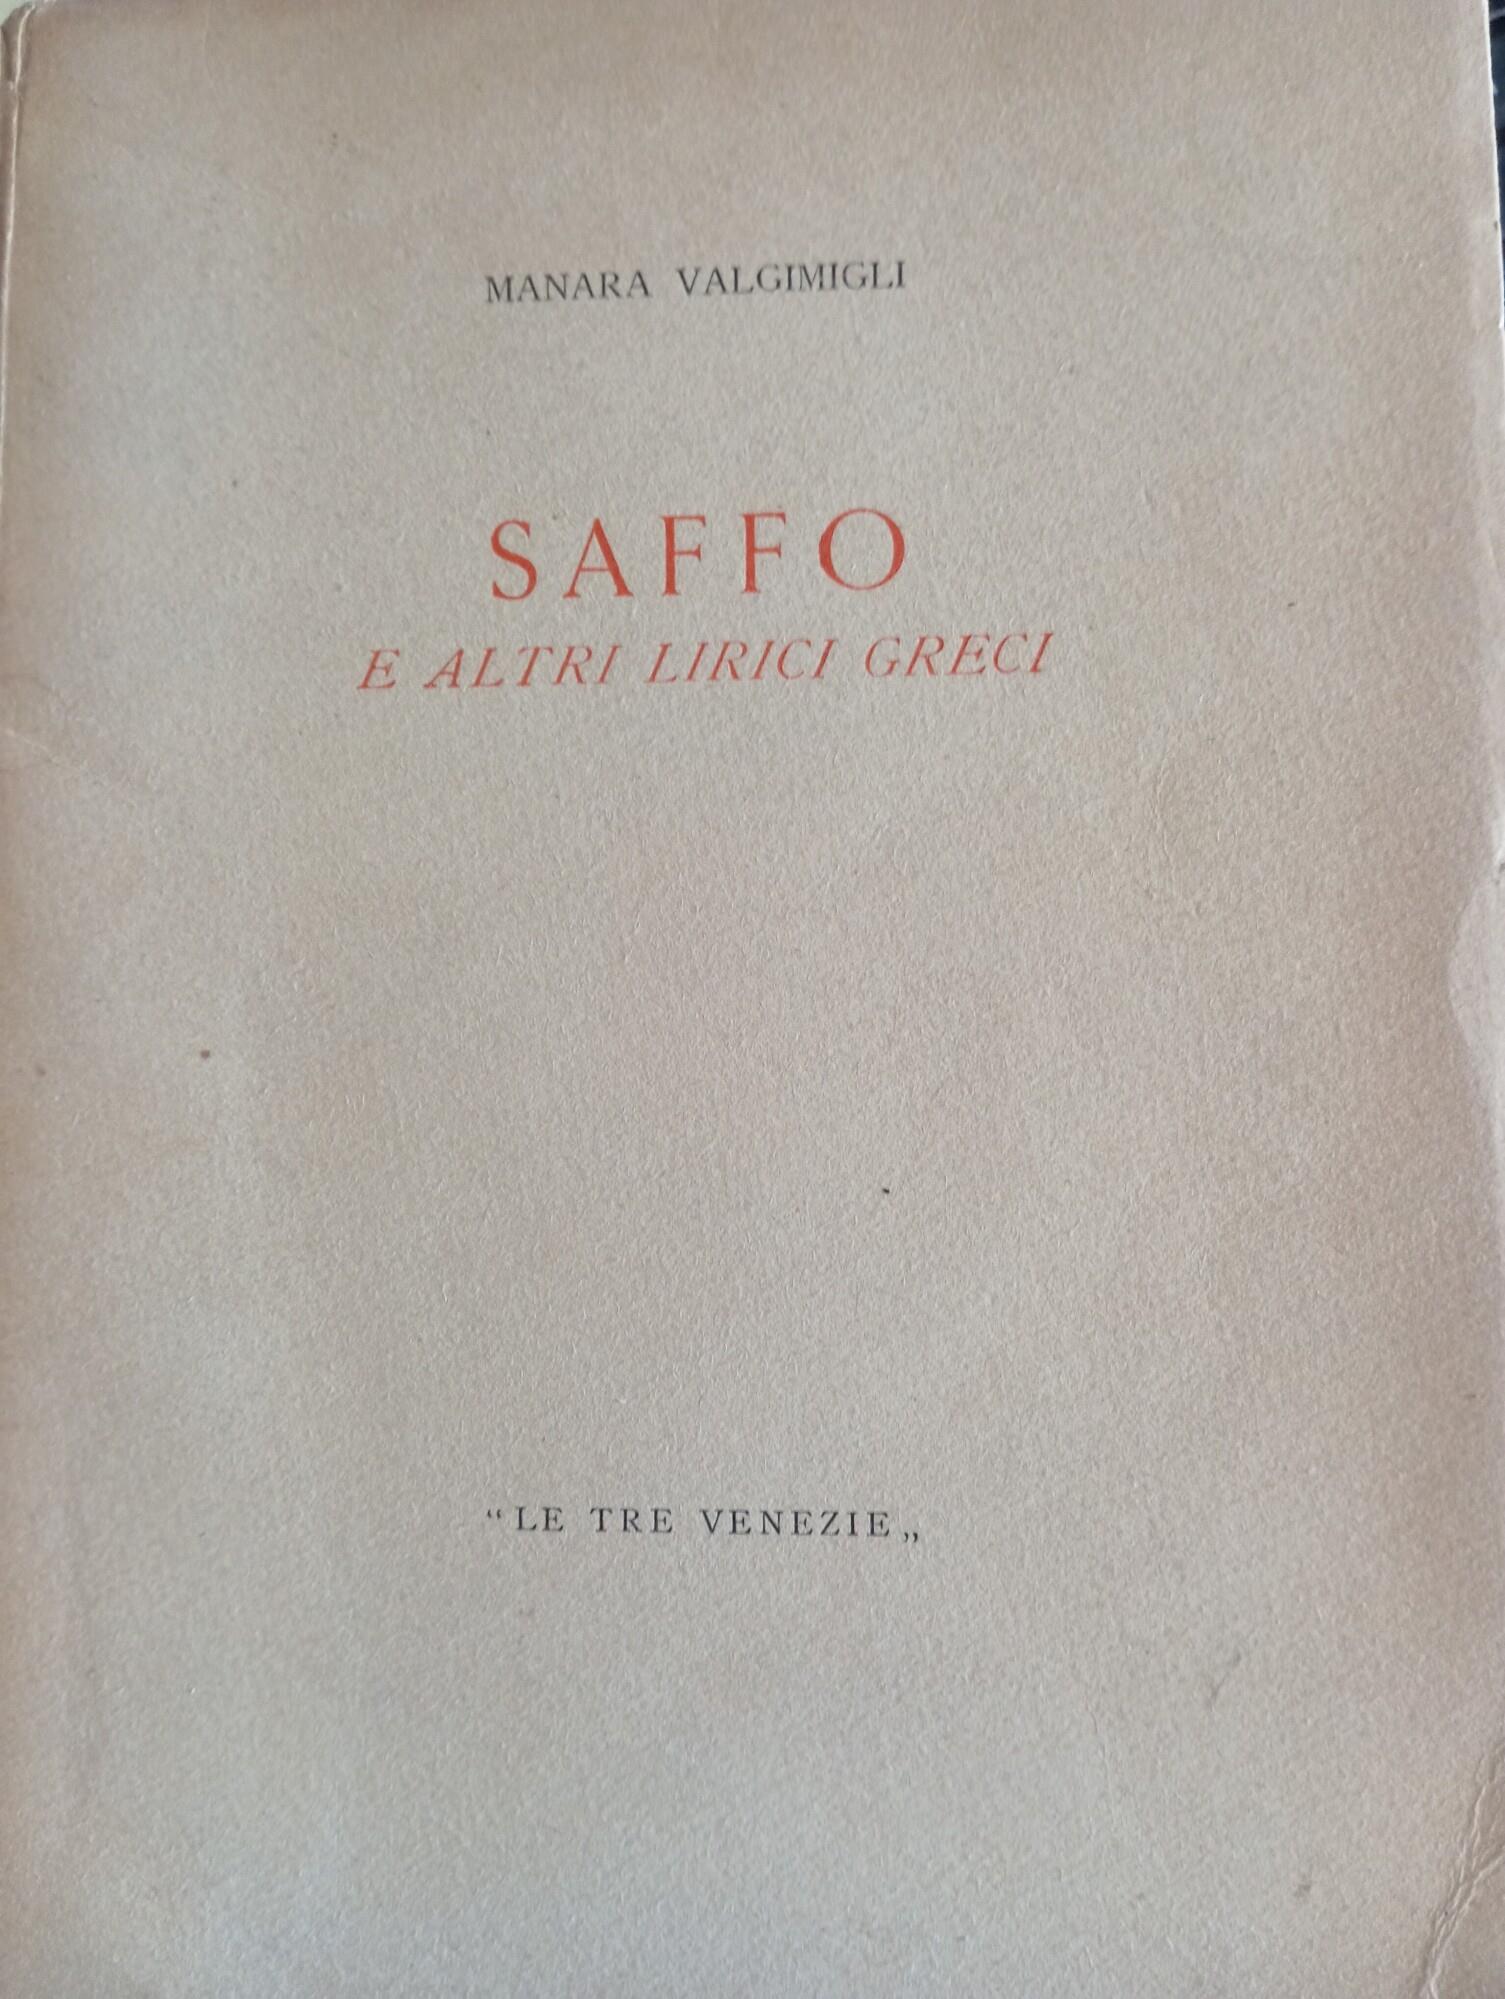 MANARA VALGIMIGLI
SAFFO
E ALTRI LIRICI GRECI
“LE TRE VENEZIE„